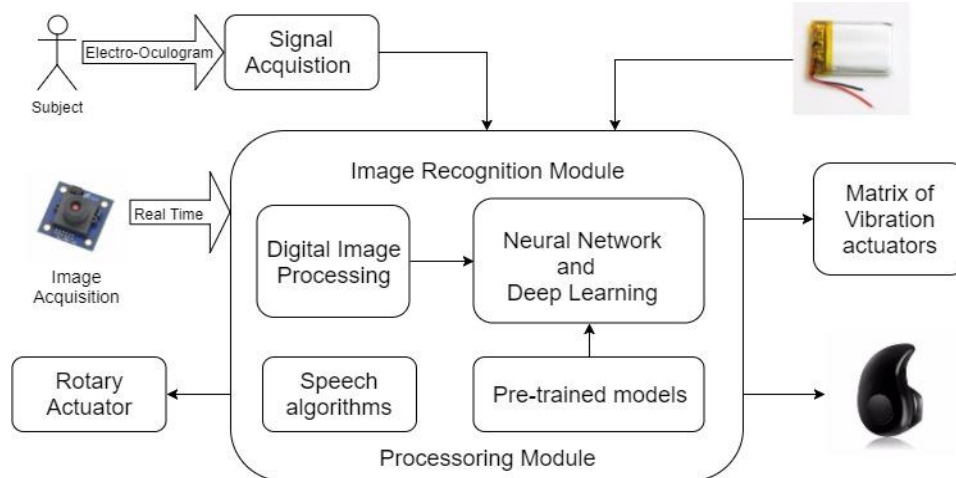 Electro-Oculogram
Signal
Acquistion
Subject
Image Recognition Module
Real Time
Image
Acquisition
Digital Image
Processing
Neural Network
and
Deep Learning
Matrix of
Vibration
actuators
Rotary
Actuator
Speech
algorithms
Pre-trained models
Processoring Module